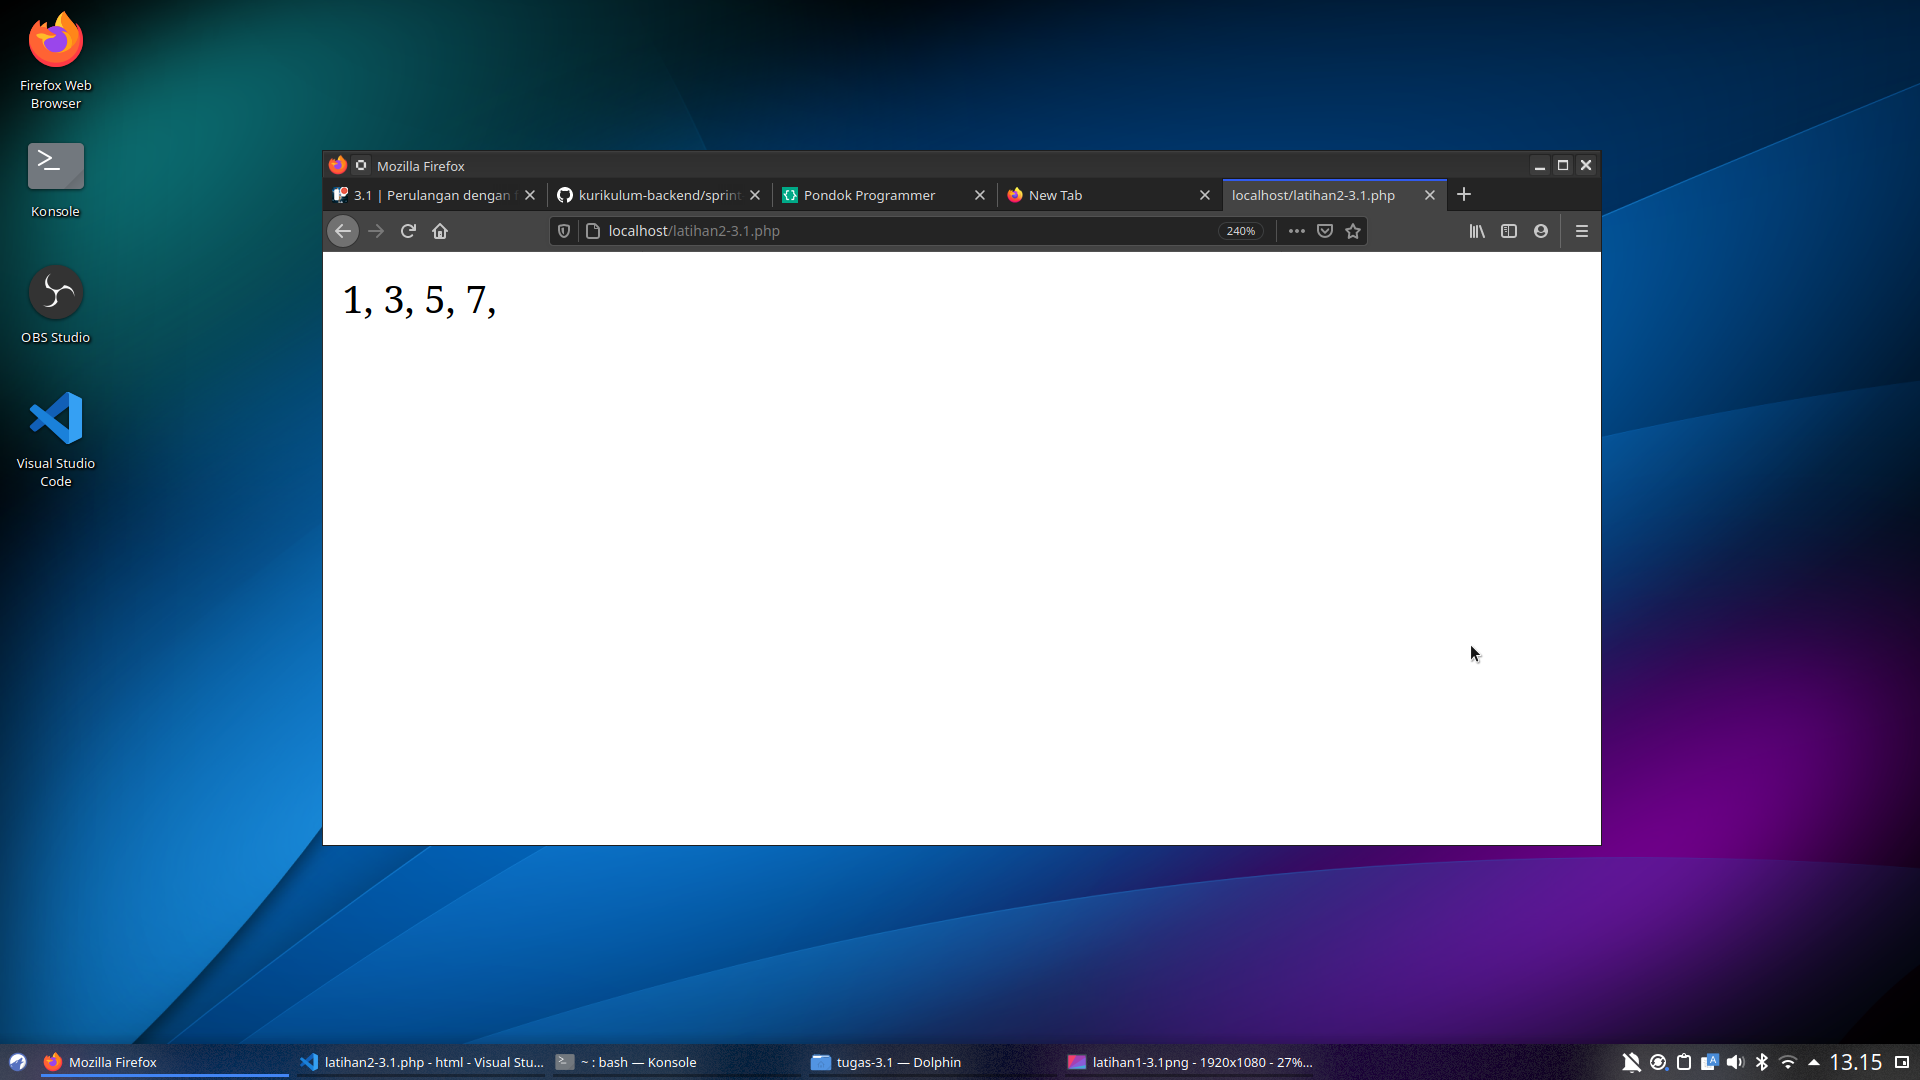 Firefox Web
Browser
Konsole
OBS Studio
Visual Studio
Code
Mozilla Firefox
3.1 | Perulangan dengan
kurikulum-backend/sprint
Pondok Programmer
New Tab
localhost/latihan2-3.1.php
localhost/latihan2-3.1.php
240%
1, 3, 5, 7,
Mozilla Firefox
latihan2-3.1.php - html - Visual Stu...
~ : bash — Konsole
tugas-3.1 — Dolphin
latihan1-3.1png - 1920x1080 - 27%...
A
13.15